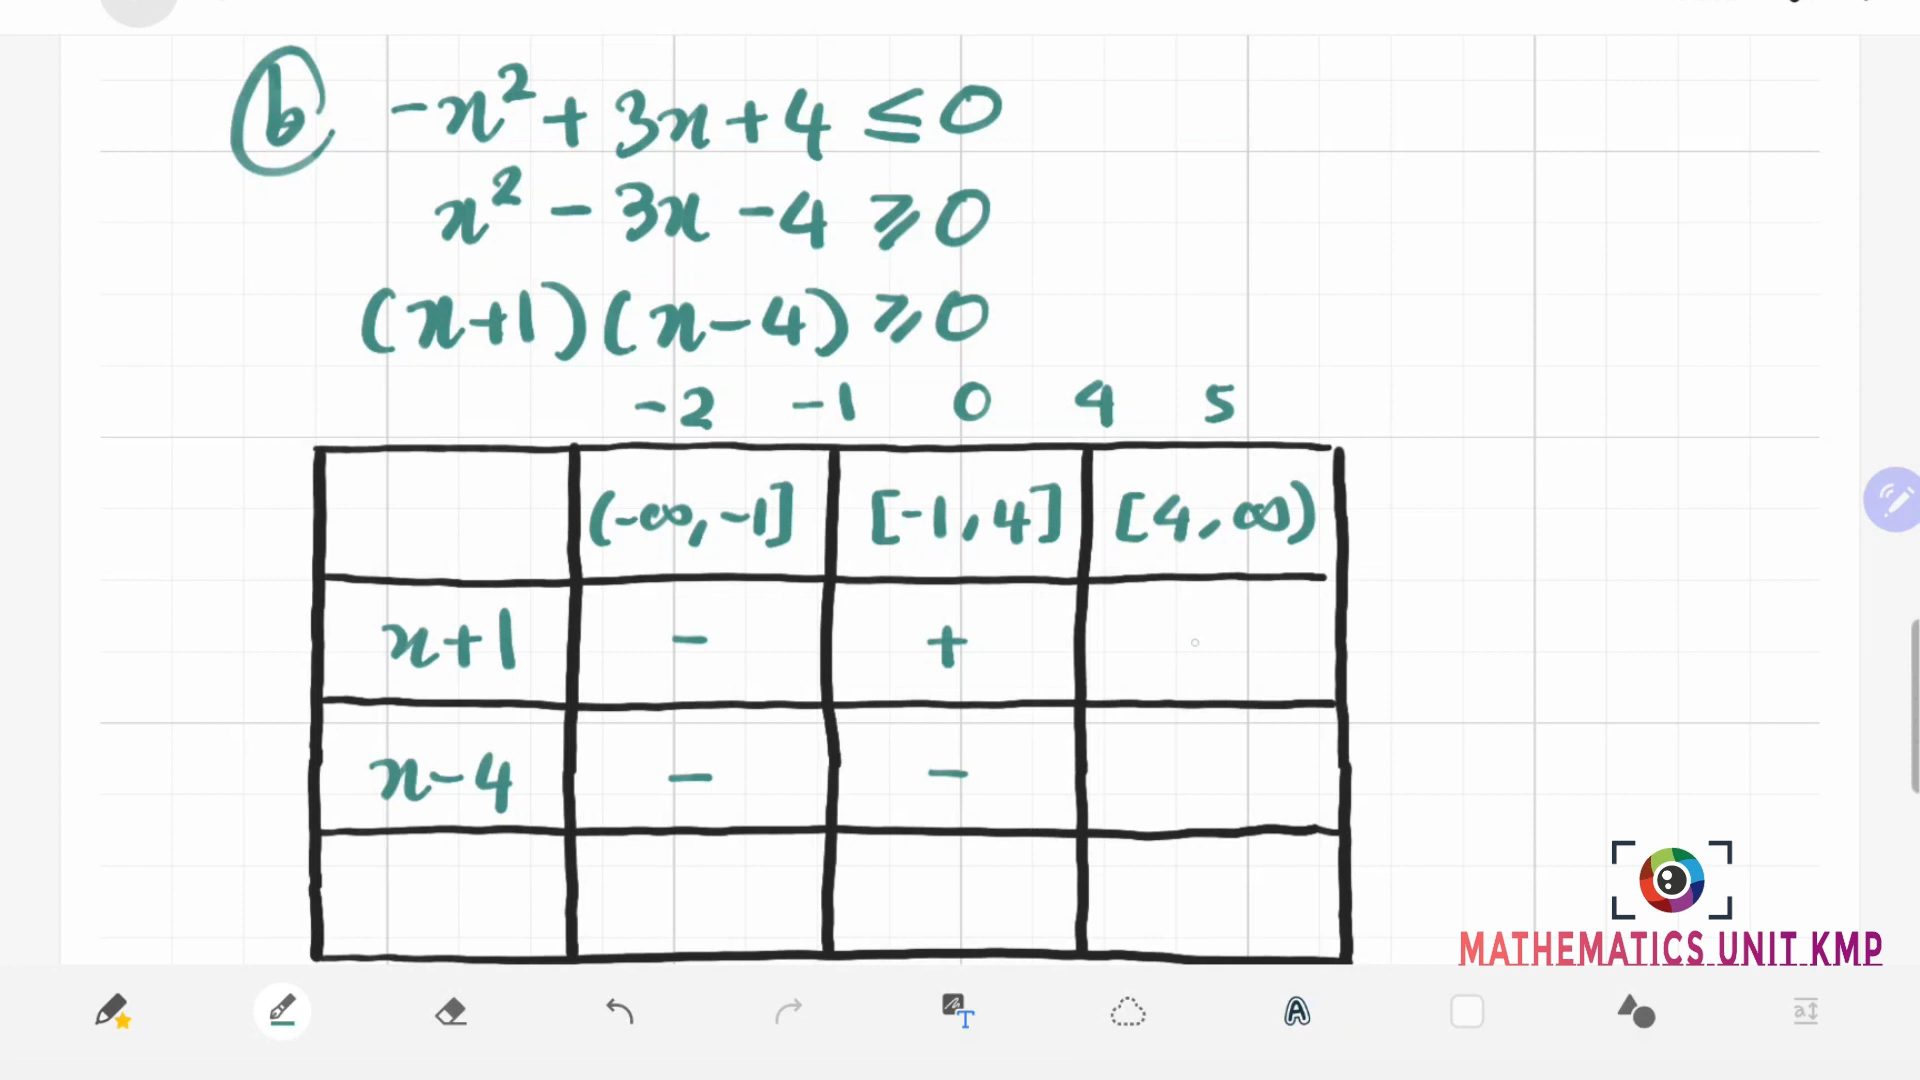 b -x² + 3x + 4 ≤ 0
x² - 3x - 4 ⩾ 0
(x+1)(x-4) ⩾ 0
-2 -1 0 4 5
(-∞, -1] [-1, 4] [4, ∞)
x+1 - +
x-4 - -
MATHEMATICS UNIT KMP
T
A
a